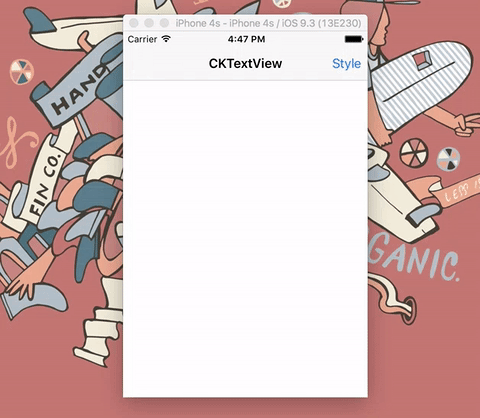 iPhone 4s - iPhone 4s / iOS 9.3 (13E230)
Carrier 4:47 PM
CKTextView Style
HAND
FIN CO.
LESS IS
GANIC.